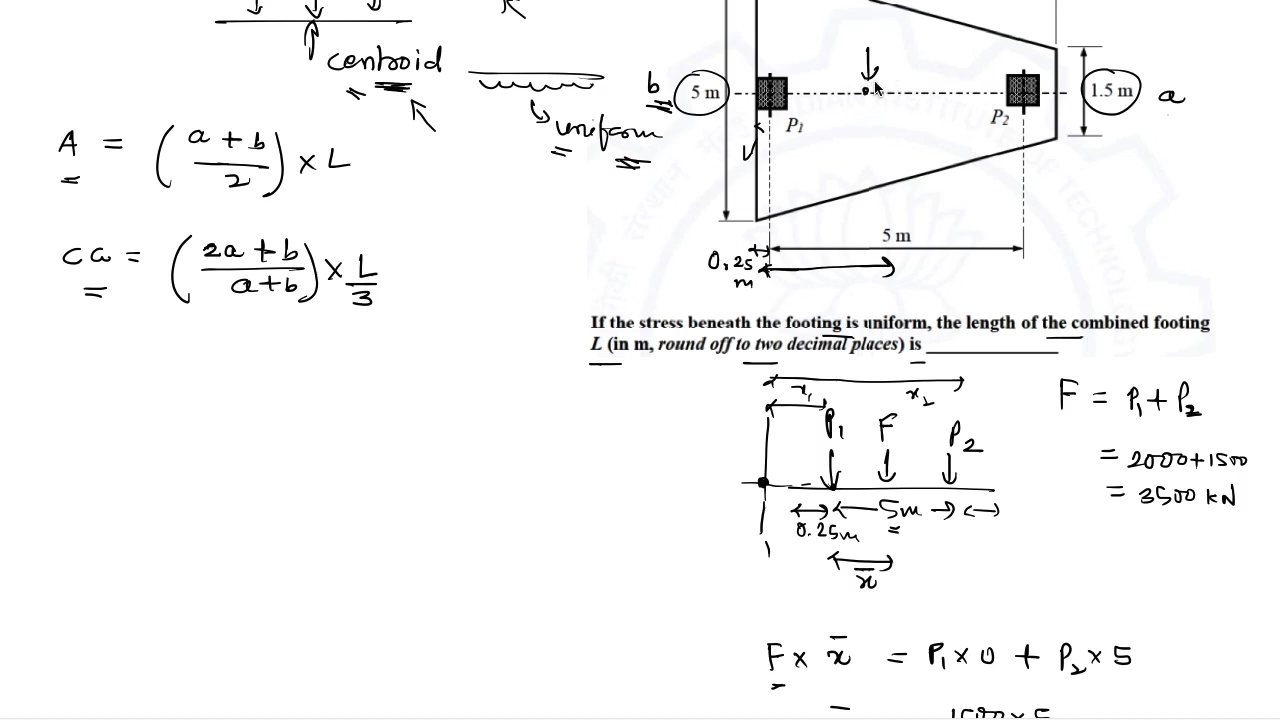 centroid
b
5 m
1.5 m
a
P₁
P₂
uniform
A = (a + b / 2) × L
5 m
0.25 m
CG = (2a + b / a + b) × L/3
If the stress beneath the footing is uniform, the length of the combined footing
L (in m, round off to two decimal places) is ____________
x₁
x₂
P₁ F P₂
F = P₁ + P₂
= 2000+1500
= 3500 kN
0.25m
5m
x̄
F × x̄ = P₁ × 0 + P₂ × 5